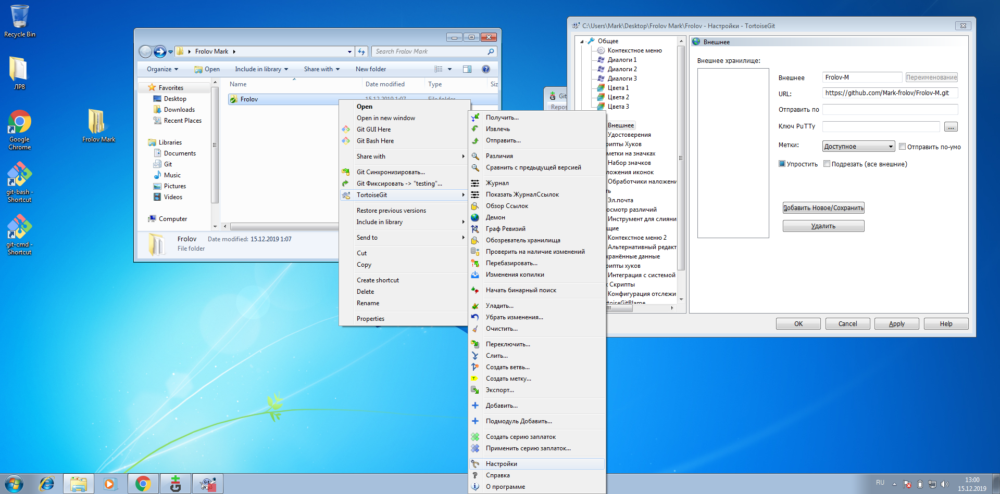 Recycle Bin
ЛР8
Google
Chrome
git-bash -
Shortcut
git-cmd -
Shortcut
Frolov Mark
Frolov Mark
Search Frolov Mark
Organize
Open
Include in library
Share with
New folder
Favorites
Desktop
Downloads
Recent Places
Libraries
Documents
Git
Music
Pictures
Videos
Computer
Name
Date modified
Type
Siz
Frolov
15.12.2019 1:07
File folder
Frolov
Date modified: 15.12.2019 1:07
File folder
Open
Open in new window
Git GUI Here
Git Bash Here
Share with
Git Синхронизировать...
Git Фиксировать -> "testing"...
TortoiseGit
Restore previous versions
Include in library
Send to
Cut
Copy
Create shortcut
Delete
Rename
Properties
Получить...
Извлечь
Отправить...
Различия
Сравнить с предыдущей версией
Журнал
Показать ЖурналСсылок
Обзор Ссылок
Демон
Граф Ревизий
Обозреватель хранилища
Проверить на наличие изменений
Перебазировать...
Изменения копилки
Начать бинарный поиск
Уладить...
Убрать изменения...
Очистить...
Переключить...
Слить...
Создать ветвь...
Создать метку...
Экспорт...
Добавить...
Подмодуль Добавить...
Создать серию заплаток
Применить серию заплаток...
Настройки
Справка
О программе
Git
Repos
C:\Users\Mark\Desktop\Frolov Mark\Frolov - Настройки - TortoiseGit
Общее
Контекстное меню
Диалоги 1
Диалоги 2
Диалоги 3
Цвета 1
Цвета 2
Цвета 3
Внешнее
Удостоверения
рипты Хуков
метки на значках
Набор значков
ложения иконок
Обработчики наложени
ть
Эл.почта
осмотр различий
Инструмент для слияни
щие
Контекстное меню 2
Альтернативный редакт
хранённые данные
рипты хуков
Интеграция с системой
к Скрипты
Конфигурация отслежи
toiseGitBlame
Внешнее
Внешнее хранилище:
Внешнее
Frolov-M
Переименование
URL:
https://github.com/Mark-frolov/Frolov-M.git
Отправить по
Ключ PuTTy
...
Метки:
Доступное
Отправить по-умо
Упростить
Подрезать (все внешние)
Добавить Новое/Сохранить
Удалить
OK
Cancel
Apply
Help
RU
13:00
15.12.2019